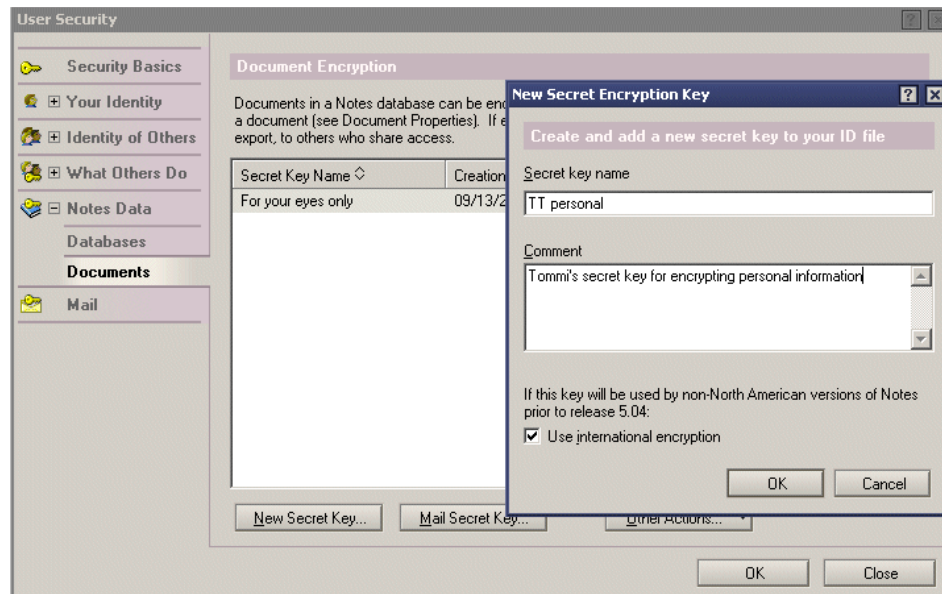 User Security
Security Basics
Your Identity
Identity of Others
What Others Do
Notes Data
Databases
Documents
Mail
Document Encryption
Documents in a Notes database can be
a document (see Document Properties). If
export, to others who share access.
Secret Key Name
Creation
For your eyes only
09/13/2
New Secret Key...
Mail Secret Key...
Other Actions...
OK
Close
New Secret Encryption Key
Create and add a new secret key to your ID file
Secret key name
TT personal
Comment
Tommi's secret key for encrypting personal information
If this key will be used by non-North American versions of Notes
prior to release 5.04:
Use international encryption
OK
Cancel